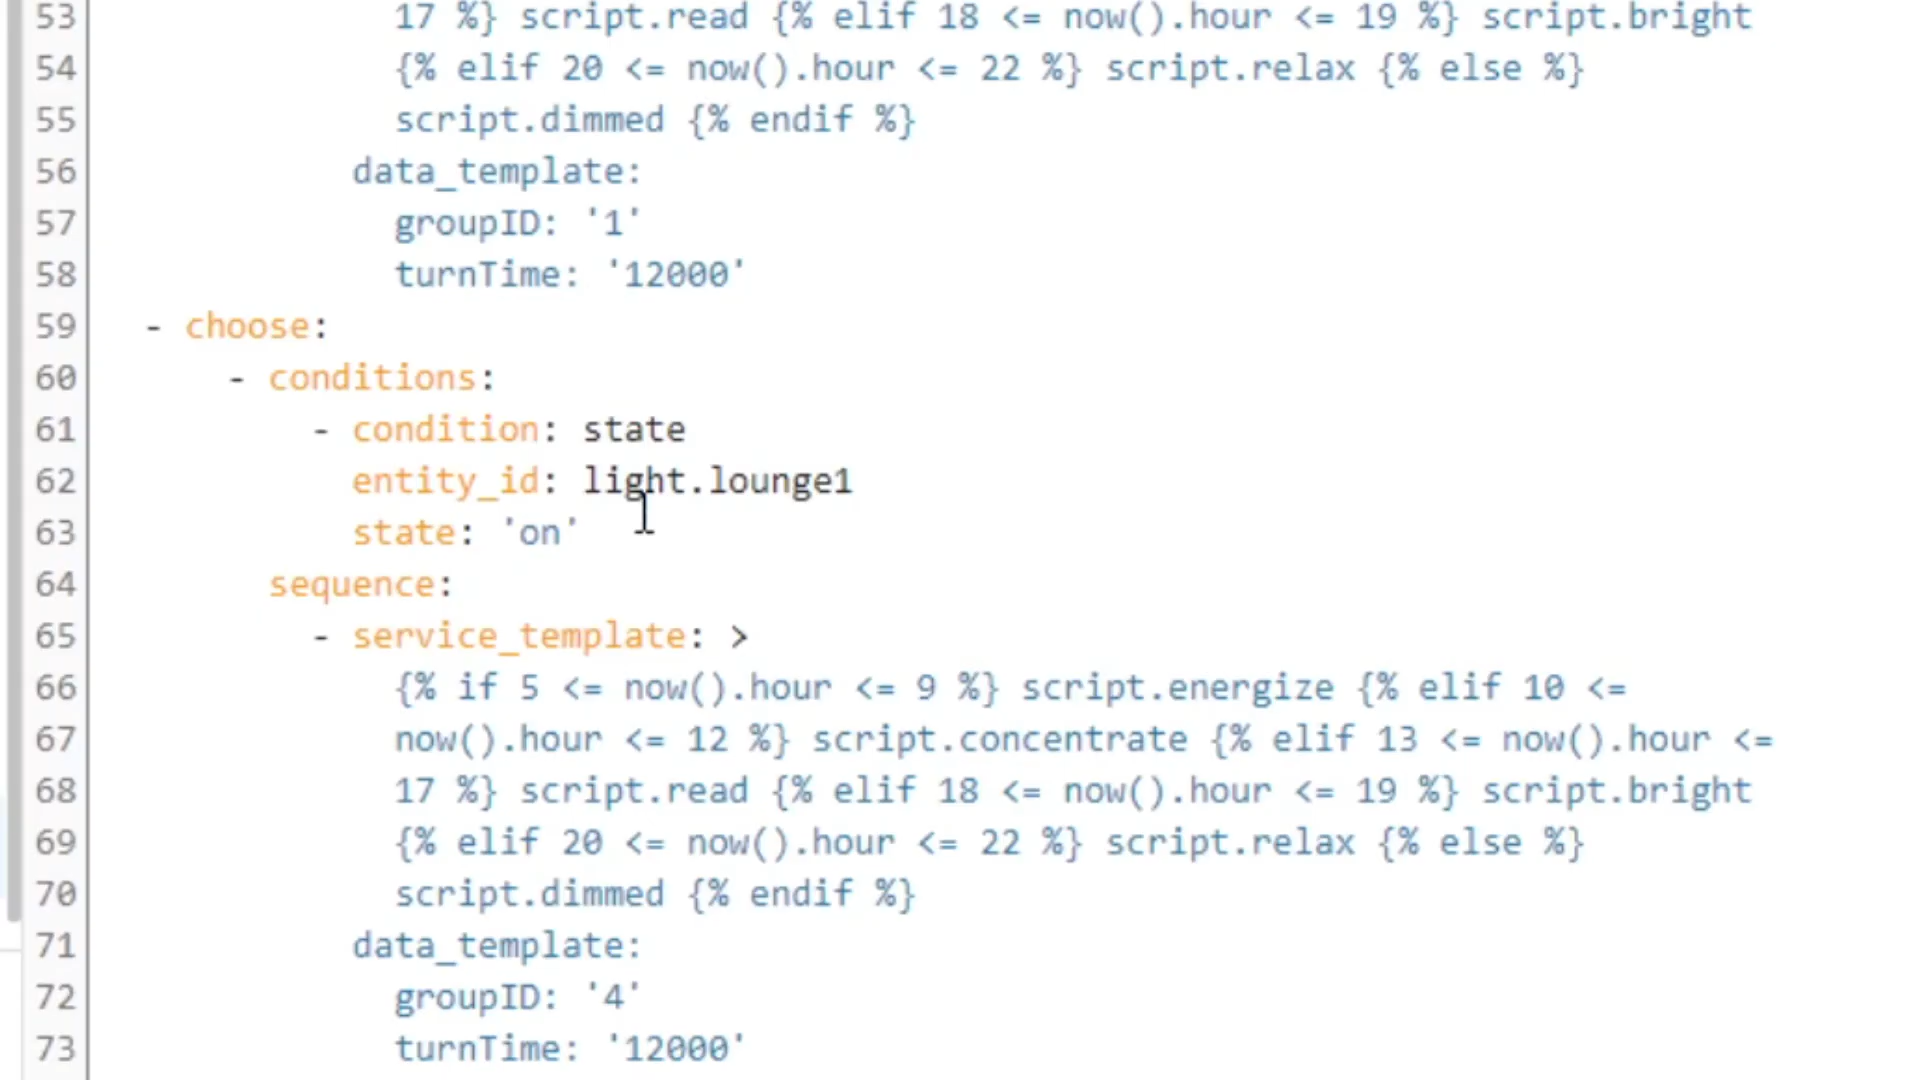 53 17 %} script.read {% elif 18 <= now().hour <= 19 %} script.bright
54 {% elif 20 <= now().hour <= 22 %} script.relax {% else %}
55 script.dimmed {% endif %}
56 data_template:
57 groupID: '1'
58 turnTime: '12000'
59 - choose:
60 - conditions:
61 - condition: state
62 entity_id: light.lounge1
63 state: 'on'
64 sequence:
65 - service_template: >
66 {% if 5 <= now().hour <= 9 %} script.energize {% elif 10 <=
67 now().hour <= 12 %} script.concentrate {% elif 13 <= now().hour <=
68 17 %} script.read {% elif 18 <= now().hour <= 19 %} script.bright
69 {% elif 20 <= now().hour <= 22 %} script.relax {% else %}
70 script.dimmed {% endif %}
71 data_template:
72 groupID: '4'
73 turnTime: '12000'